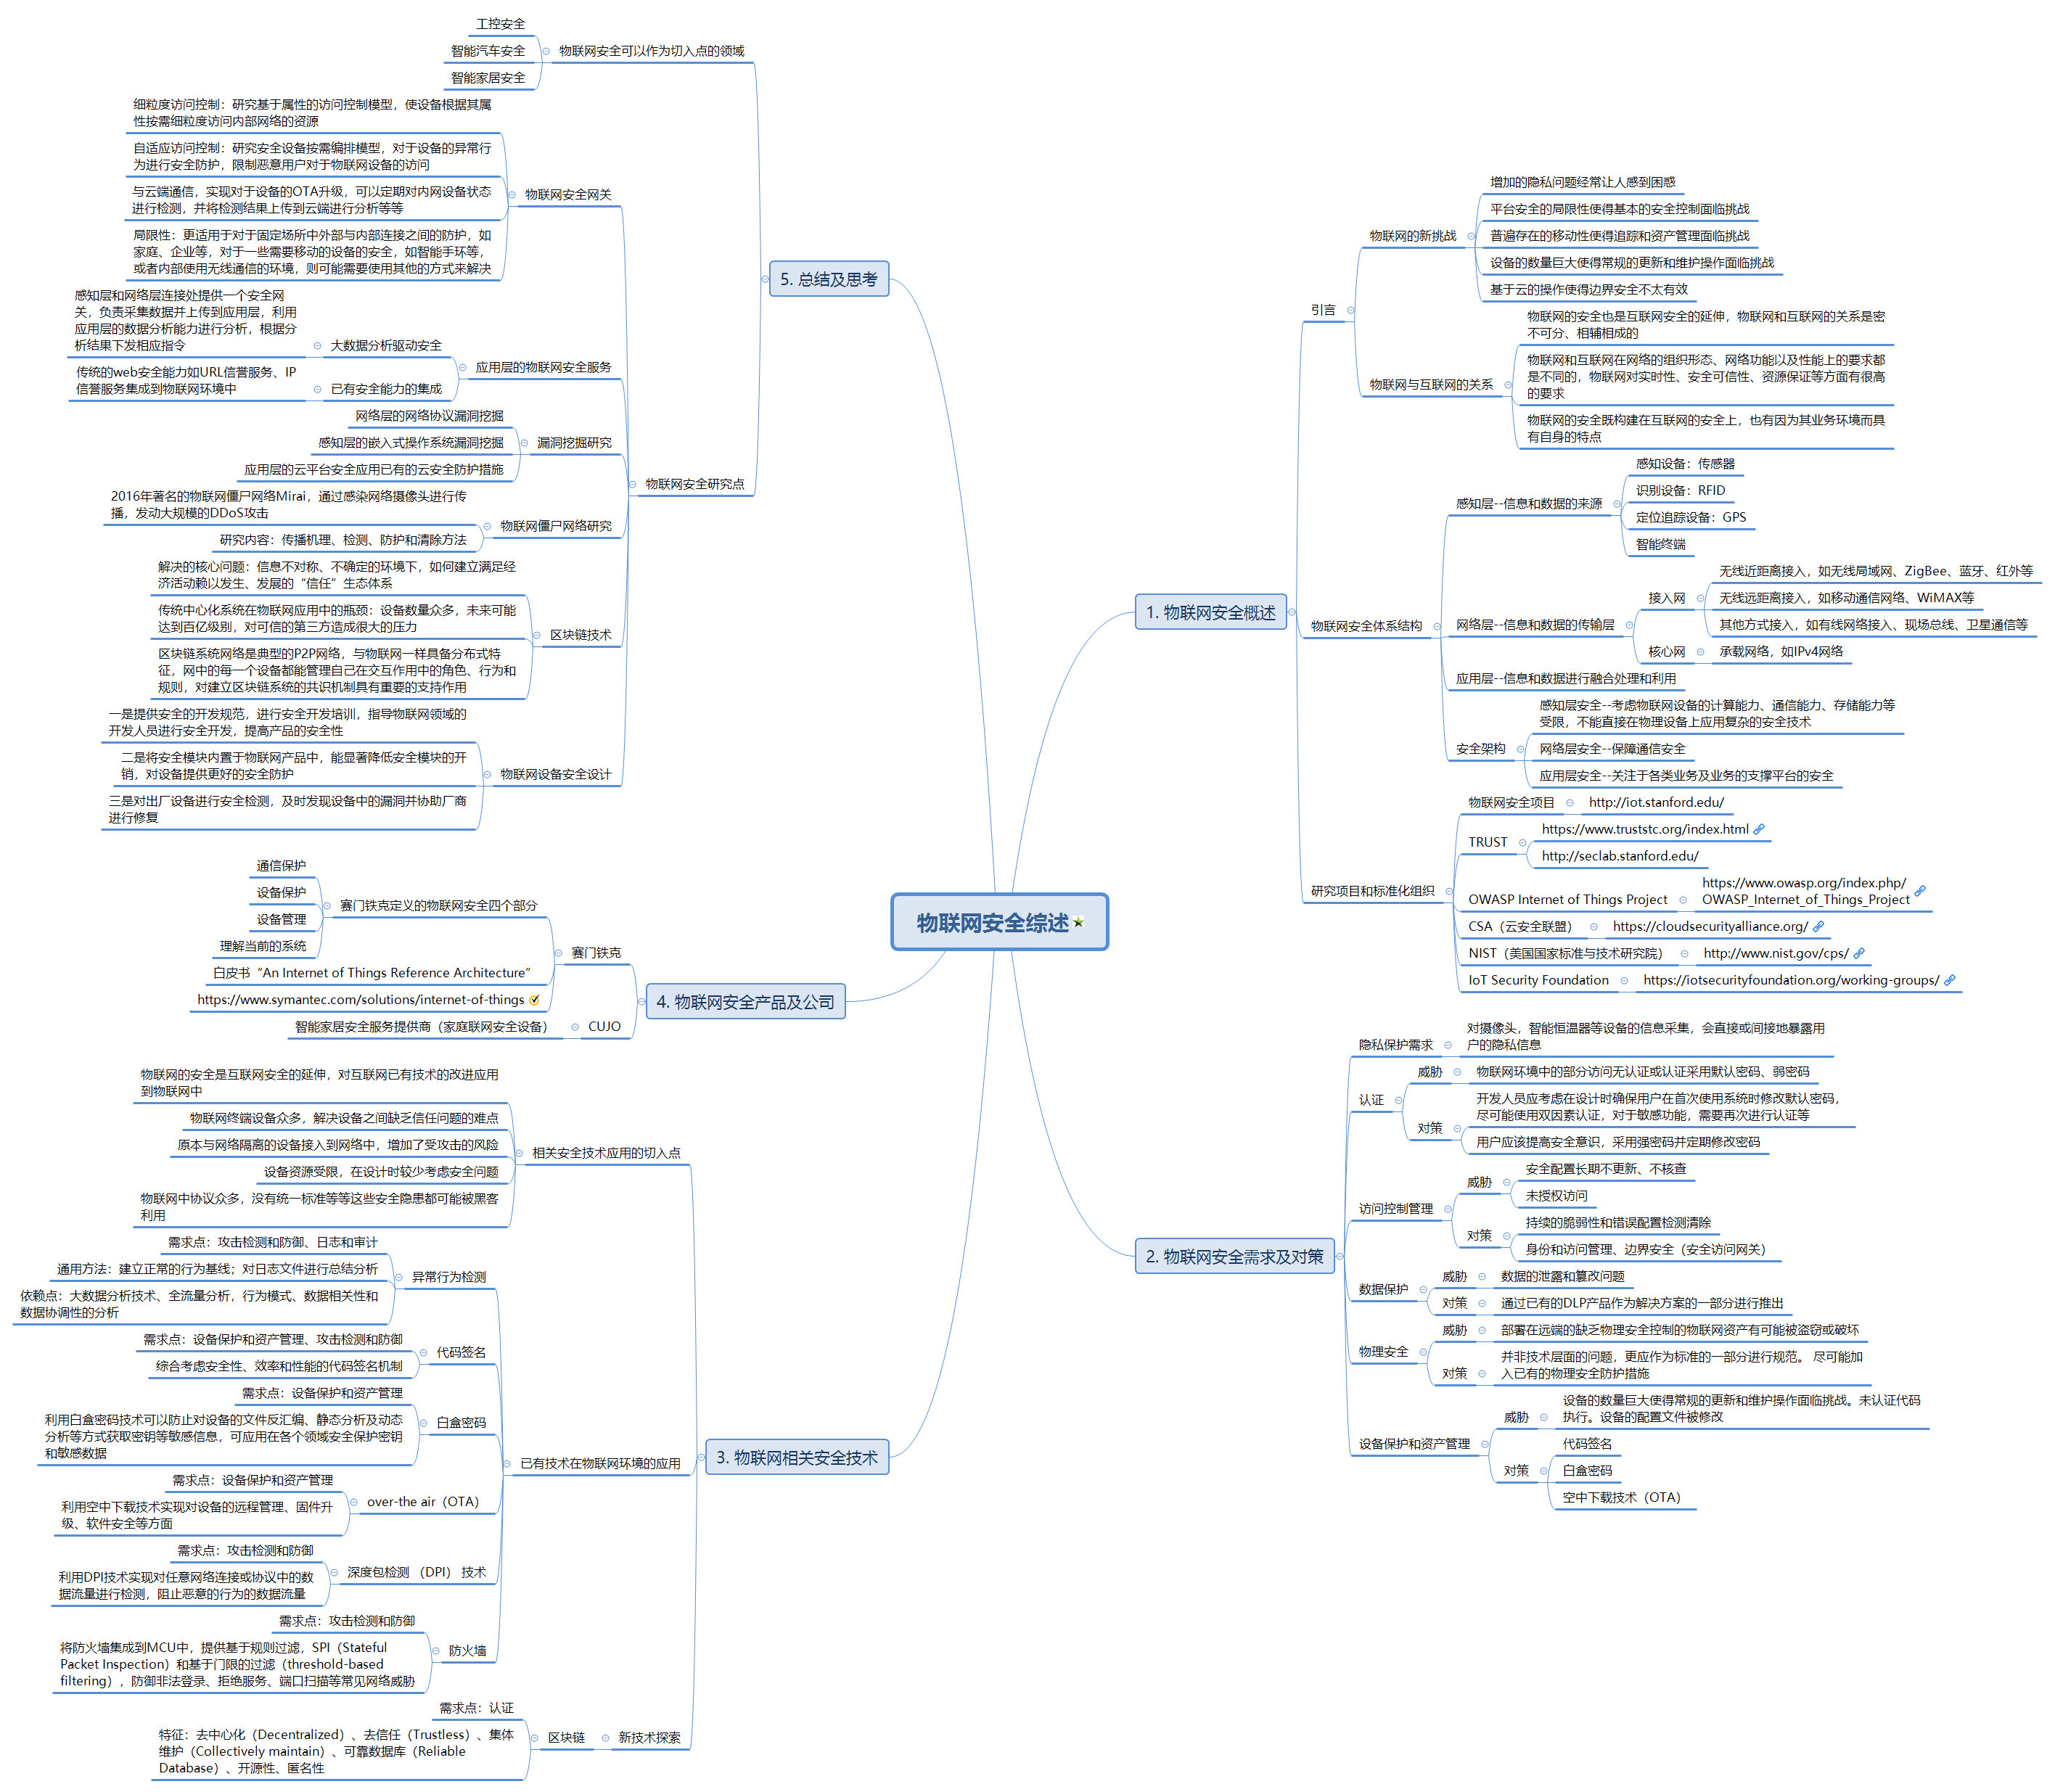 物联网安全综述
1. 物联网安全概述
引言
物联网的新挑战
增加的隐私问题经常让人感到困惑
平台安全的局限性使得基本的安全控制面临挑战
普遍存在的移动性使得追踪和资产管理面临挑战
设备的数量巨大使得常规的更新和维护操作面临挑战
基于云的操作使得边界安全不太有效
物联网与互联网的关系
物联网的安全也是互联网安全的延伸，物联网和互联网的关系是密
不可分、相辅相成的
物联网和互联网在网络的组织形态、网络功能以及性能上的要求都
是不同的，物联网对实时性、安全可信性、资源保证等方面有很高
的要求
物联网的安全既构建在互联网的安全上，也有因为其业务环境而具
有自身的特点
物联网安全体系结构
感知层--信息和数据的来源
感知设备：传感器
识别设备：RFID
定位追踪设备：GPS
智能终端
网络层--信息和数据的传输层
接入网
无线近距离接入，如无线局域网、ZigBee、蓝牙、红外等
无线远距离接入，如移动通信网络、WiMAX等
其他方式接入，如有线网络接入、现场总线、卫星通信等
核心网
承载网络，如IPv4网络
应用层--信息和数据进行融合处理和利用
安全架构
感知层安全--考虑物联网设备的计算能力、通信能力、存储能力等
受限，不能直接在物理设备上应用复杂的安全技术
网络层安全--保障通信安全
应用层安全--关注于各类业务及业务的支撑平台的安全
研究项目和标准化组织
物联网安全项目
http://iot.stanford.edu/
TRUST
https://www.truststc.org/index.html
http://seclab.stanford.edu/
OWASP Internet of Things Project
https://www.owasp.org/index.php/
OWASP_Internet_of_Things_Project
CSA（云安全联盟）
https://cloudsecurityalliance.org/
NIST（美国国家标准与技术研究院）
http://www.nist.gov/cps/
IoT Security Foundation
https://iotsecurityfoundation.org/working-groups/
2. 物联网安全需求及对策
隐私保护需求
对摄像头，智能恒温器等设备的信息采集，会直接或间接地暴露用
户的隐私信息
认证
威胁
物联网环境中的部分访问无认证或认证采用默认密码、弱密码
对策
开发人员应考虑在设计时确保用户在首次使用系统时修改默认密码，
尽可能使用双因素认证，对于敏感功能，需要再次进行认证等
用户应该提高安全意识，采用强密码并定期修改密码
访问控制管理
威胁
安全配置长期不更新、不核查
未授权访问
对策
持续的脆弱性和错误配置检测清除
身份和访问管理、边界安全（安全访问网关）
数据保护
威胁
数据的泄露和篡改问题
对策
通过已有的DLP产品作为解决方案的一部分进行推出
物理安全
威胁
部署在远端的缺乏物理安全控制的物联网资产有可能被盗窃或破坏
对策
并非技术层面的问题，更应作为标准的一部分进行规范。 尽可能加
入已有的物理安全防护措施
设备保护和资产管理
威胁
设备的数量巨大使得常规的更新和维护操作面临挑战。未认证代码
执行。设备的配置文件被修改
对策
代码签名
白盒密码
空中下载技术（OTA）
3. 物联网相关安全技术
相关安全技术应用的切入点
物联网的安全是互联网安全的延伸，对互联网已有技术的改进应用
到物联网中
物联网终端设备众多，解决设备之间缺乏信任问题的难点
原本与网络隔离的设备接入到网络中，增加了受攻击的风险
设备资源受限，在设计时较少考虑安全问题
物联网中协议众多，没有统一标准等等这些安全隐患都可能被黑客
利用
已有技术在物联网环境的应用
异常行为检测
需求点：攻击检测和防御、日志和审计
通用方法：建立正常的行为基线；对日志文件进行总结分析
依赖点：大数据分析技术、全流量分析，行为模式、数据相关性和
数据协调性的分析
代码签名
需求点：设备保护和资产管理、攻击检测和防御
综合考虑安全性、效率和性能的代码签名机制
白盒密码
需求点：设备保护和资产管理
利用白盒密码技术可以防止对设备的文件反汇编、静态分析及动态
分析等方式获取密钥等敏感信息，可应用在各个领域安全保护密钥
和敏感数据
over-the air（OTA）
需求点：设备保护和资产管理
利用空中下载技术实现对设备的远程管理、固件升
级、软件安全等方面
深度包检测 （DPI） 技术
需求点：攻击检测和防御
利用DPI技术实现对任意网络连接或协议中的数
据流量进行检测，阻止恶意的行为的数据流量
防火墙
需求点：攻击检测和防御
将防火墙集成到MCU中，提供基于规则过滤，SPI（Stateful
Packet Inspection）和基于门限的过滤（threshold-based
filtering），防御非法登录、拒绝服务、端口扫描等常见网络威胁
新技术探索
区块链
需求点：认证
特征：去中心化（Decentralized）、去信任（Trustless）、集体
维护（Collectively maintain）、可靠数据库（Reliable
Database）、开源性、匿名性
4. 物联网安全产品及公司
赛门铁克
赛门铁克定义的物联网安全四个部分
通信保护
设备保护
设备管理
理解当前的系统
白皮书“An Internet of Things Reference Architecture”
https://www.symantec.com/solutions/internet-of-things
CUJO
智能家居安全服务提供商（家庭联网安全设备）
5. 总结及思考
物联网安全可以作为切入点的领域
工控安全
智能汽车安全
智能家居安全
物联网安全研究点
物联网安全网关
细粒度访问控制：研究基于属性的访问控制模型，使设备根据其属
性按需细粒度访问内部网络的资源
自适应访问控制：研究安全设备按需编排模型，对于设备的异常行
为进行安全防护，限制恶意用户对于物联网设备的访问
与云端通信，实现对于设备的OTA升级，可以定期对内网设备状态
进行检测，并将检测结果上传到云端进行分析等等
局限性：更适用于对于固定场所中外部与内部连接之间的防护，如
家庭、企业等，对于一些需要移动的设备的安全，如智能手环等，
或者内部使用无线通信的环境，则可能需要使用其他的方式来解决
应用层的物联网安全服务
大数据分析驱动安全
感知层和网络层连接处提供一个安全网
关，负责采集数据并上传到应用层，利用
应用层的数据分析能力进行分析，根据分
析结果下发相应指令
已有安全能力的集成
传统的web安全能力如URL信誉服务、IP
信誉服务集成到物联网环境中
漏洞挖掘研究
网络层的网络协议漏洞挖掘
感知层的嵌入式操作系统漏洞挖掘
应用层的云平台安全应用已有的云安全防护措施
物联网僵尸网络研究
2016年著名的物联网僵尸网络Mirai，通过感染网络摄像头进行传
播，发动大规模的DDoS攻击
研究内容：传播机理、检测、防护和清除方法
区块链技术
解决的核心问题：信息不对称、不确定的环境下，如何建立满足经
济活动赖以发生、发展的“信任”生态体系
传统中心化系统在物联网应用中的瓶颈：设备数量众多，未来可能
达到百亿级别，对可信的第三方造成很大的压力
区块链系统网络是典型的P2P网络，与物联网一样具备分布式特
征，网中的每一个设备都能管理自己在交互作用中的角色、行为和
规则，对建立区块链系统的共识机制具有重要的支持作用
物联网设备安全设计
一是提供安全的开发规范，进行安全开发培训，指导物联网领域的
开发人员进行安全开发，提高产品的安全性
二是将安全模块内置于物联网产品中，能显著降低安全模块的开
销，对设备提供更好的安全防护
三是对出厂设备进行安全检测，及时发现设备中的漏洞并协助厂商
进行修复